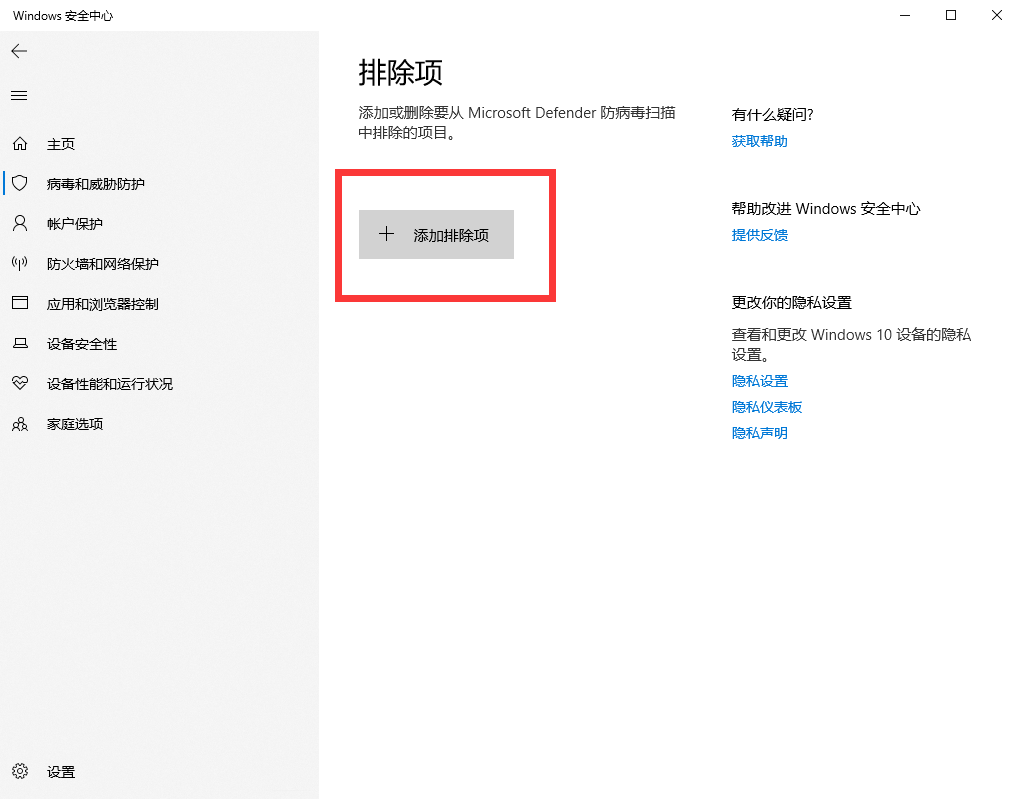 Windows 安全中心
主页
病毒和威胁防护
帐户保护
防火墙和网络保护
应用和浏览器控制
设备安全性
设备性能和运行状况
家庭选项
设置
排除项
添加或删除要从 Microsoft Defender 防病毒扫描
中排除的项目。
添加排除项
有什么疑问?
获取帮助
帮助改进 Windows 安全中心
提供反馈
更改你的隐私设置
查看和更改 Windows 10 设备的隐私
设置。
隐私设置
隐私仪表板
隐私声明